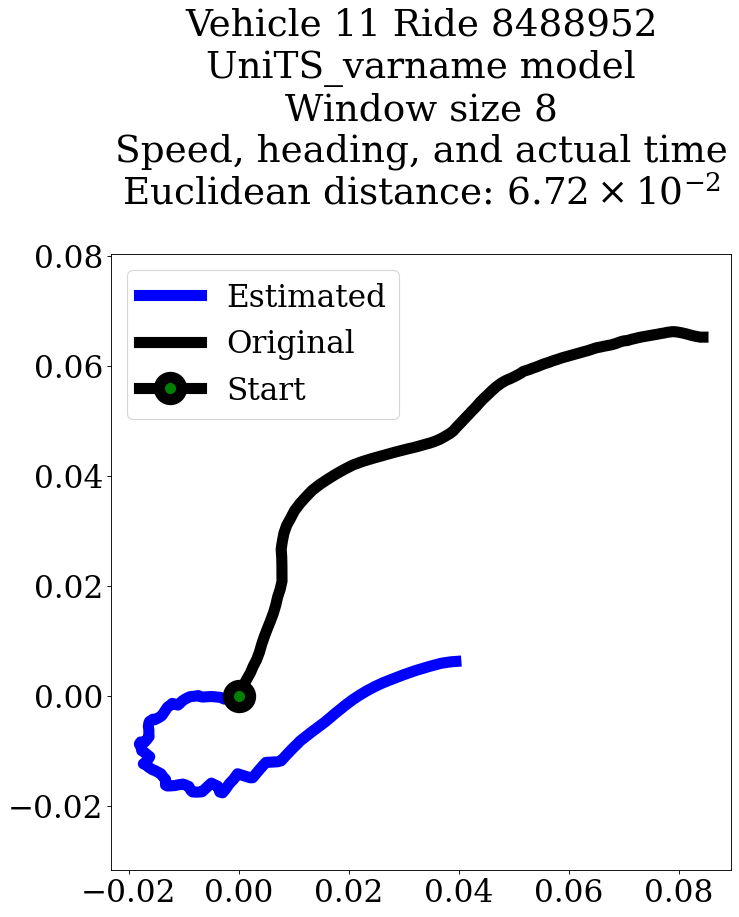 Vehicle 11 Ride 8488952
UniTS_varname model
Window size 8
Speed, heading, and actual time
Euclidean distance: 6.72 × 10⁻²
0.08
Estimated
Original
Start
0.06
0.04
0.02
0.00
−0.02
−0.02 0.00 0.02 0.04 0.06 0.08